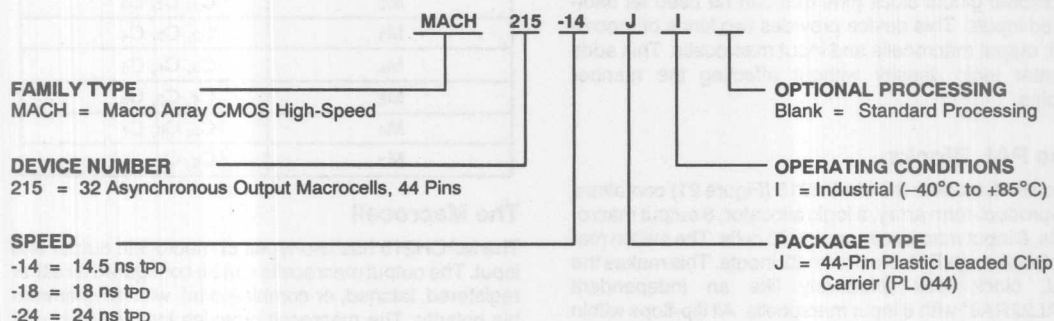 MACH 215 -14 J I
FAMILY TYPE
MACH = Macro Array CMOS High-Speed
DEVICE NUMBER
215 = 32 Asynchronous Output Macrocells, 44 Pins
SPEED
-14 = 14.5 ns tPD
-18 = 18 ns tPD
-24 = 24 ns tPD
OPTIONAL PROCESSING
Blank = Standard Processing
OPERATING CONDITIONS
I = Industrial (–40°C to +85°C)
PACKAGE TYPE
J = 44-Pin Plastic Leaded Chip
Carrier (PL 044)